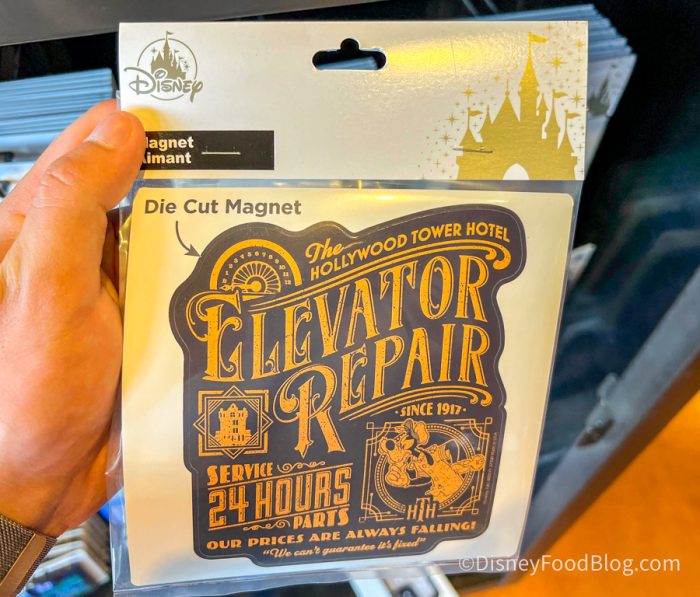 Disney
Magnet
Aimant
Die Cut Magnet
The
HOLLYWOOD TOWER HOTEL
ELEVATOR
REPAIR
·SINCE 1917·
SERVICE
24 HOURS
PARTS
HTH
OUR PRICES ARE ALWAYS FALLING!
"We can't guarantee it's fixed"
©DisneyFoodBlog.com